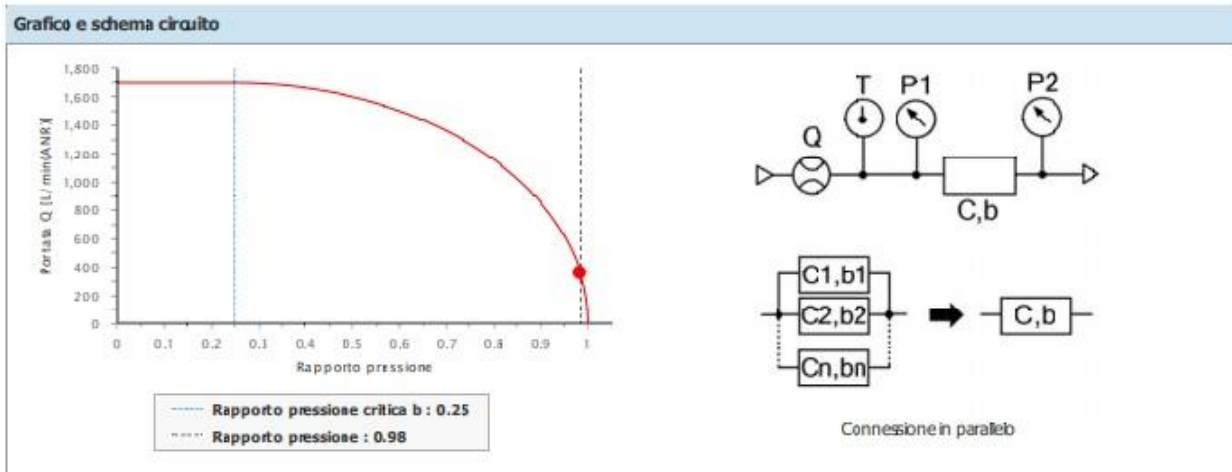 Grafico e schema circuito
1,800
1,600
1,400
1,200
1,000
800
600
400
200
0
Portata Q [L/min(ANR)]
0 0.1 0.2 0.1 0.4 0.5 0.6 0.7 0.8 0.9 1
Rapporto pressione
Rapporto pressione critica b : 0.25
Rapporto pressione : 0.98
T P1 P2
Q
C,b
C1,b1
C2,b2
Cn,bn
C,b
Connessione in parallelo